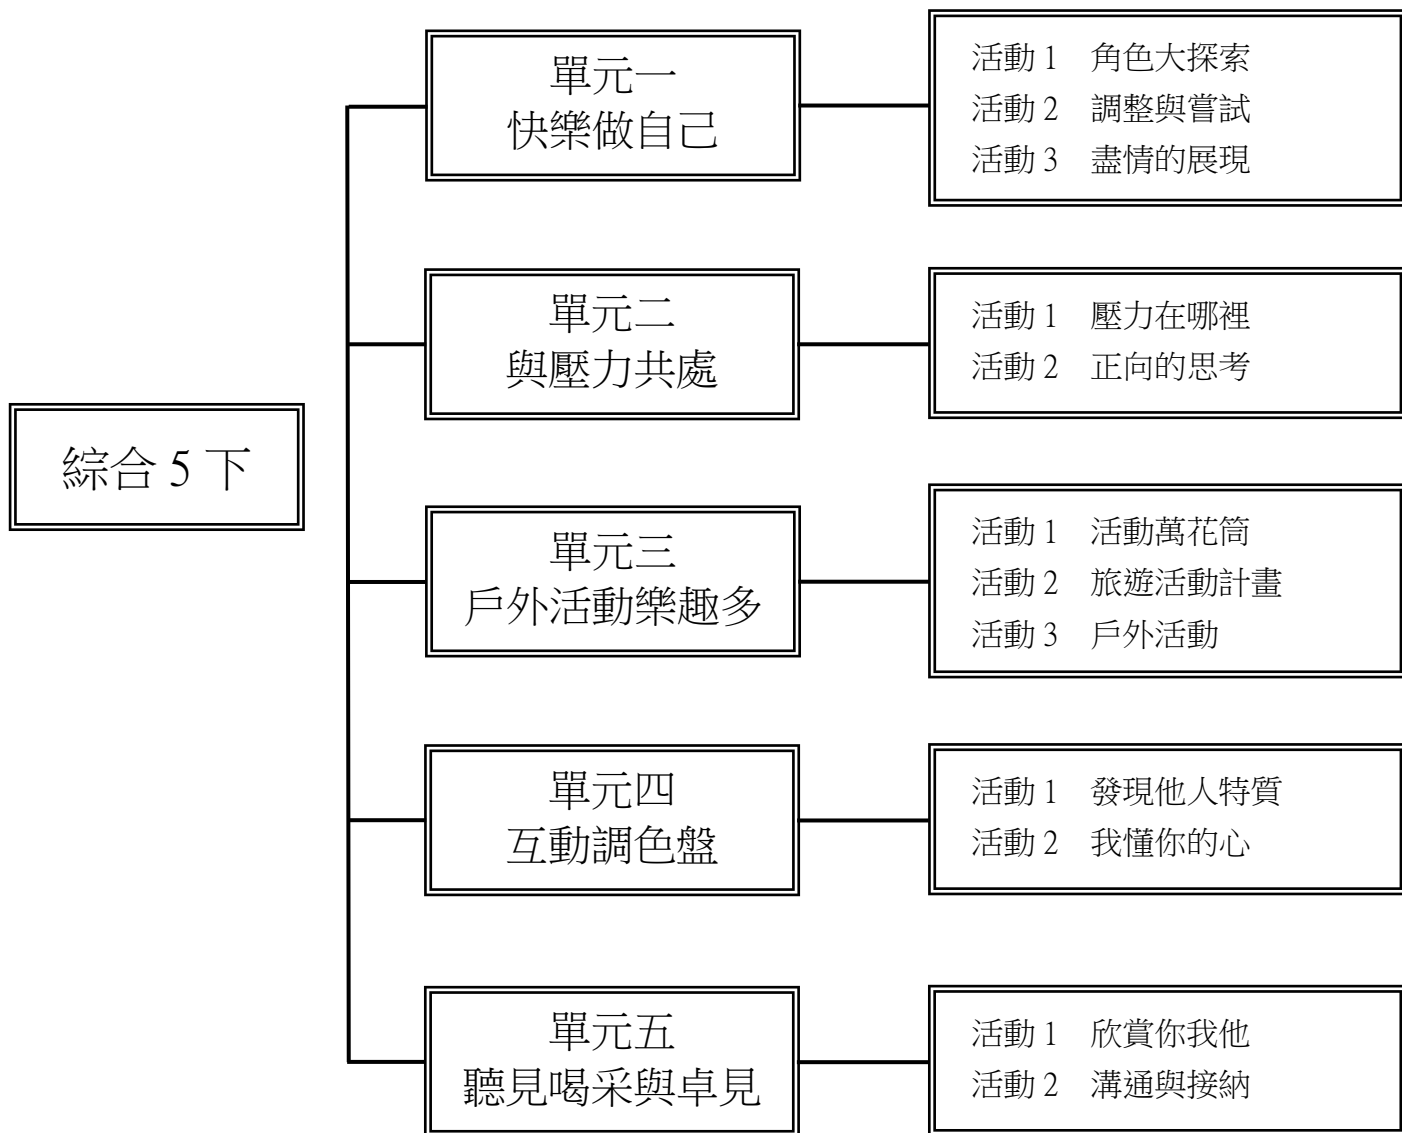 綜合5下
單元一
快樂做自己
活動1 角色大探索
活動2 調整與嘗試
活動3 盡情的展現
單元二
與壓力共處
活動1 壓力在哪裡
活動2 正向的思考
單元三
戶外活動樂趣多
活動1 活動萬花筒
活動2 旅遊活動計畫
活動3 戶外活動
單元四
互動調色盤
活動1 發現他人特質
活動2 我懂你的心
單元五
聽見喝采與卓見
活動1 欣賞你我他
活動2 溝通與接納